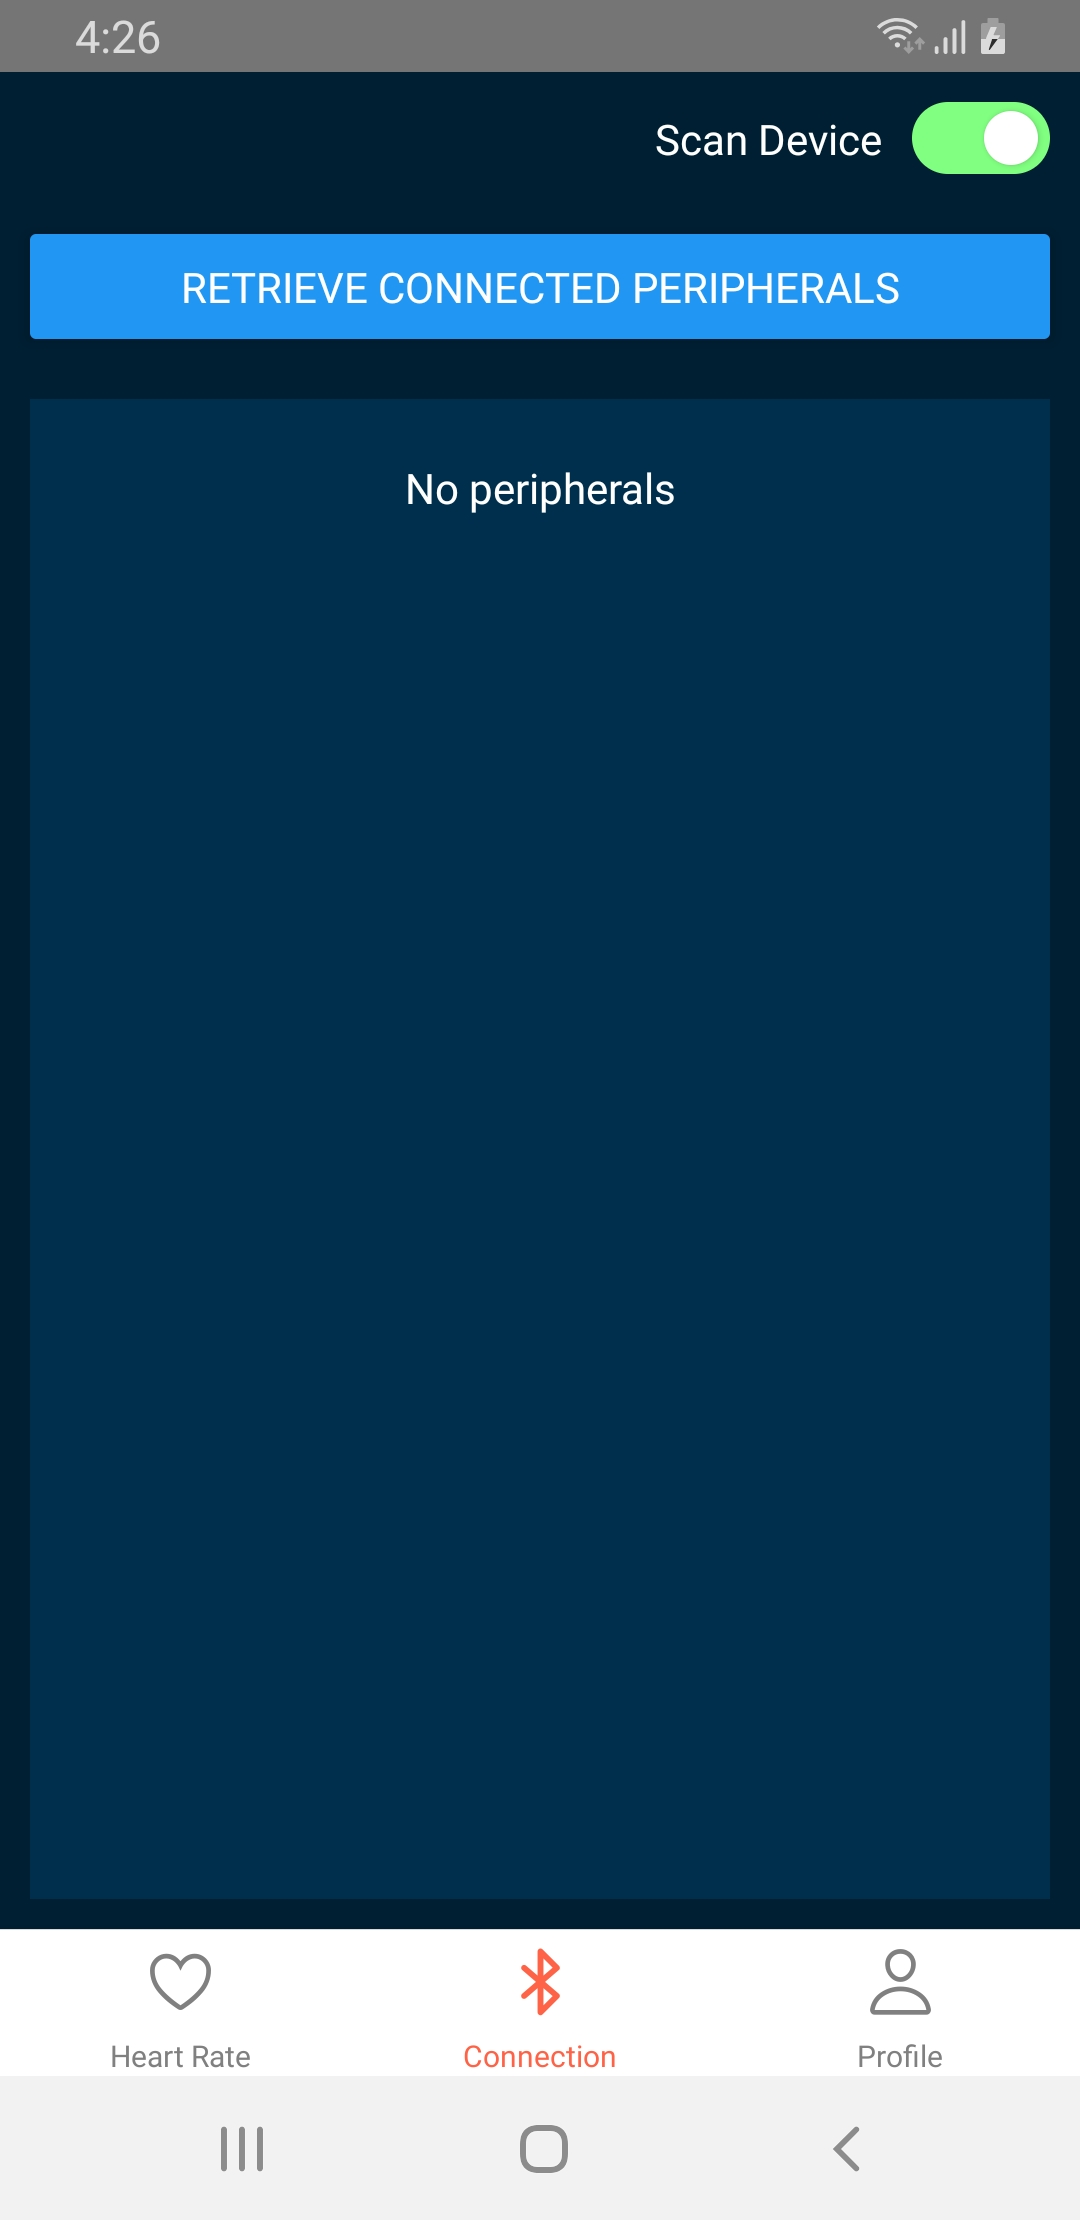 4:26
Scan Device
RETRIEVE CONNECTED PERIPHERALS
No peripherals
Heart Rate
Connection
Profile